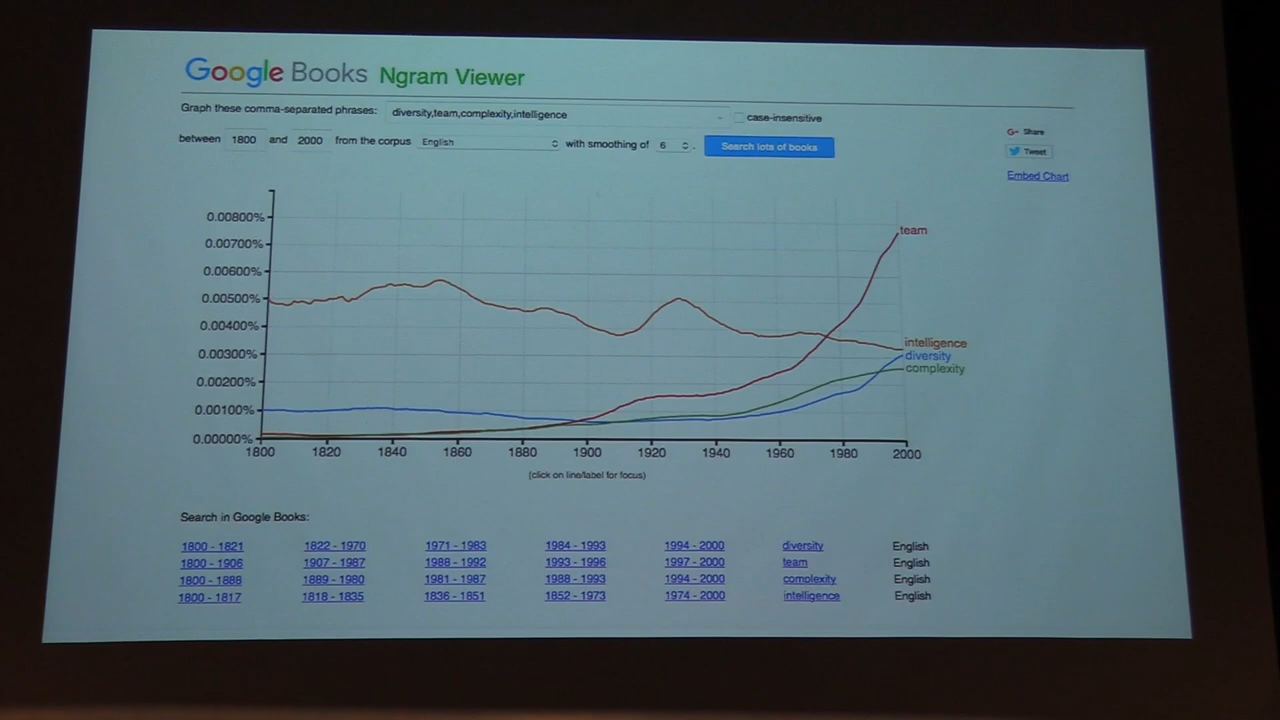 Google Books Ngram Viewer
Graph these comma-separated phrases: diversity,team,complexity,intelligence case-insensitive
between 1800 and 2000 from the corpus English with smoothing of 6 . Search lots of books
G+ Share
Tweet
Embed Chart
0.00800%
0.00700%
0.00600%
0.00500%
0.00400%
0.00300%
0.00200%
0.00100%
0.00000%
team
intelligence
diversity
complexity
1800 1820 1840 1860 1880 1900 1920 1940 1960 1980 2000
(click on line/label for focus)
Search in Google Books:
1800 - 1821 1822 - 1970 1971 - 1983 1984 - 1993 1994 - 2000 diversity English
1800 - 1906 1907 - 1987 1988 - 1992 1993 - 1996 1997 - 2000 team English
1800 - 1888 1889 - 1980 1981 - 1987 1988 - 1993 1994 - 2000 complexity English
1800 - 1817 1818 - 1835 1836 - 1851 1852 - 1973 1974 - 2000 intelligence English